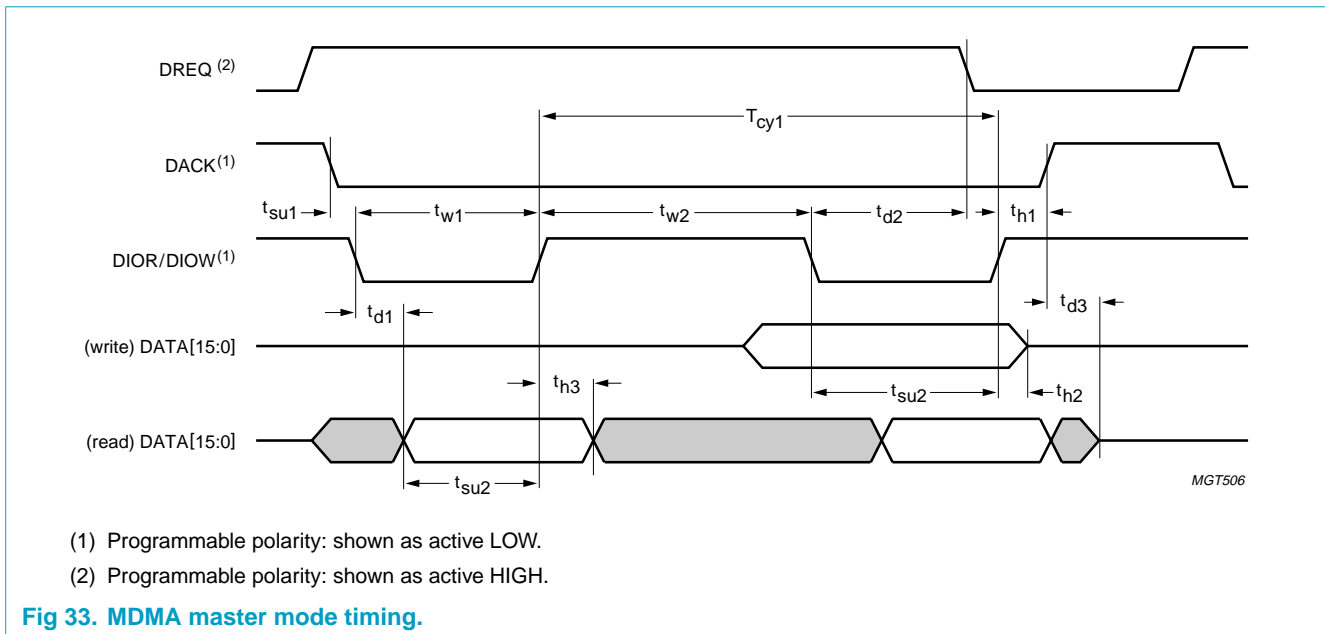 DREQ (2)
T cy1
DACK(1)
tsu1
tw1
tw2
td2
th1
DIOR/DIOW(1)
td1
td3
(write) DATA[15:0]
th3
tsu2
th2
(read) DATA[15:0]
tsu2
MGT506
(1) Programmable polarity: shown as active LOW.
(2) Programmable polarity: shown as active HIGH.
Fig 33. MDMA master mode timing.